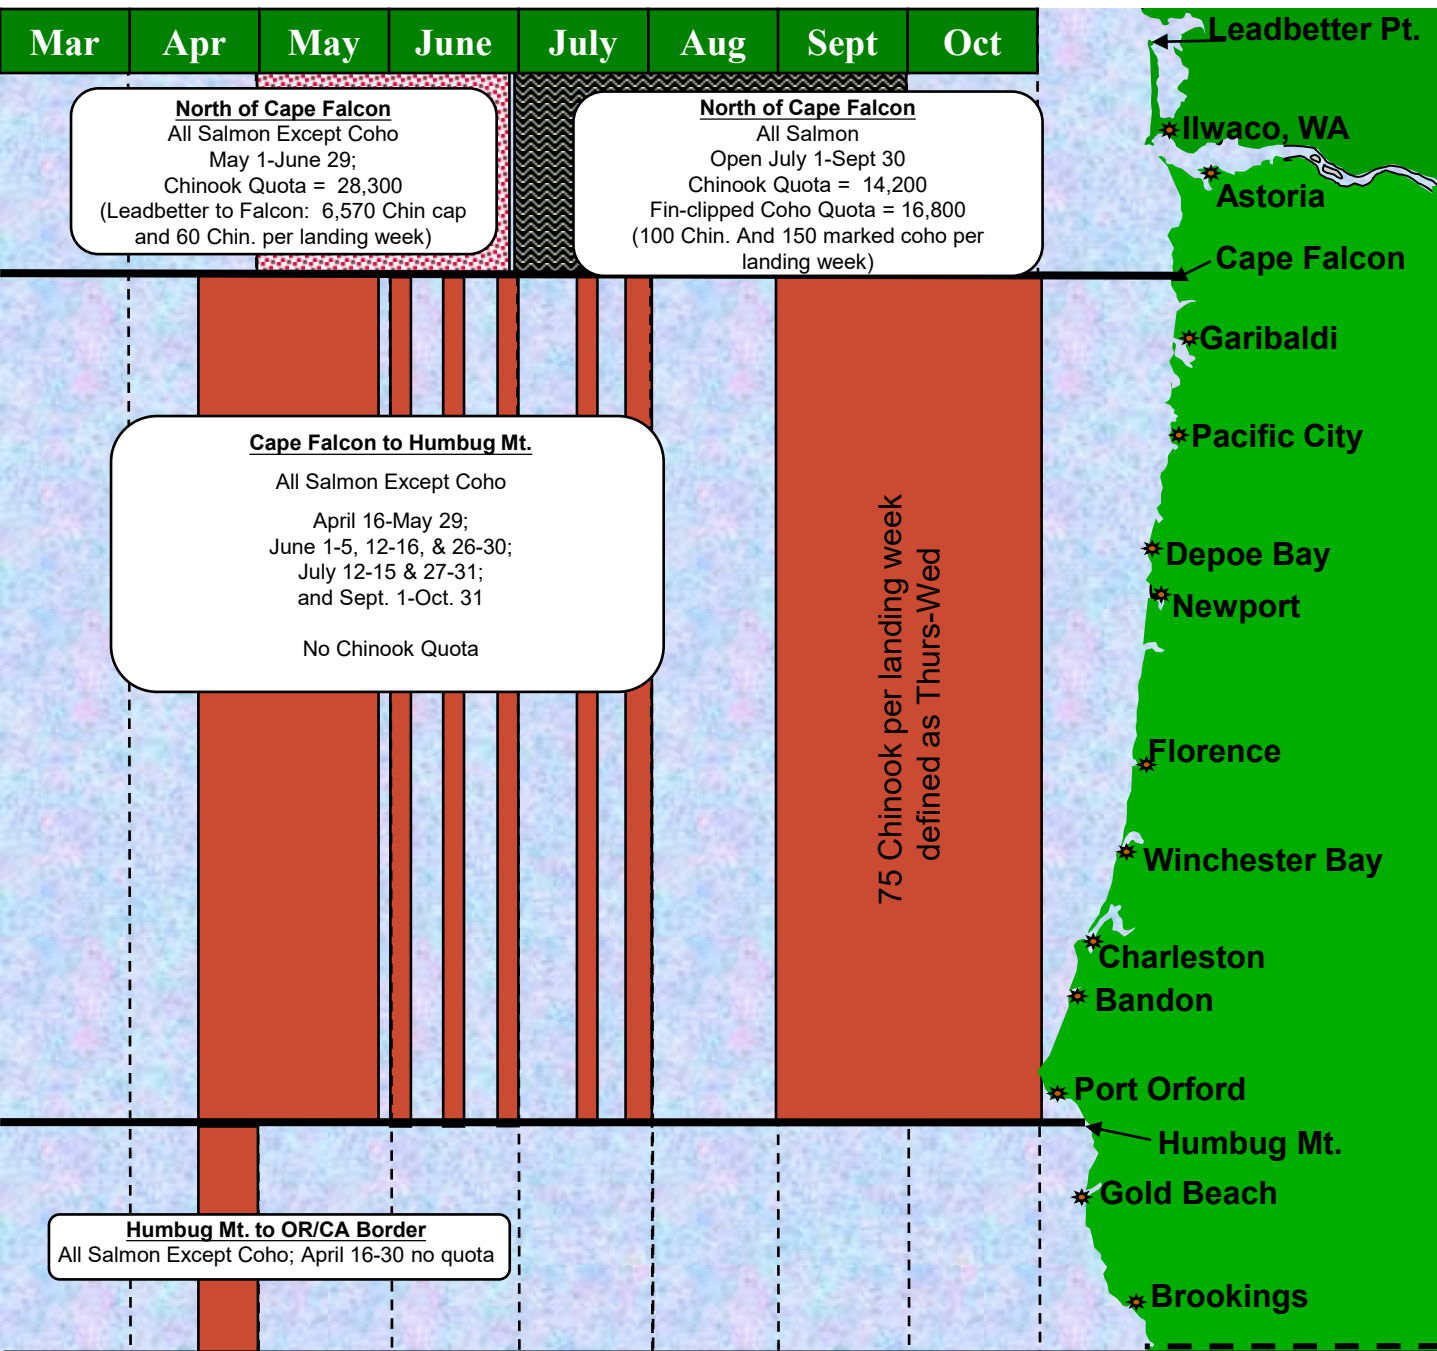 Mar Apr May June July Aug Sept Oct
North of Cape Falcon
All Salmon Except Coho
May 1-June 29;
Chinook Quota = 28,300
(Leadbetter to Falcon: 6,570 Chin cap
and 60 Chin. per landing week)
North of Cape Falcon
All Salmon
Open July 1-Sept 30
Chinook Quota = 14,200
Fin-clipped Coho Quota = 16,800
(100 Chin. And 150 marked coho per
landing week)
Cape Falcon to Humbug Mt.
All Salmon Except Coho
April 16-May 29;
June 1-5, 12-16, & 26-30;
July 12-15 & 27-31;
and Sept. 1-Oct. 31
No Chinook Quota
75 Chinook per landing week
defined as Thurs-Wed
Humbug Mt. to OR/CA Border
All Salmon Except Coho; April 16-30 no quota
Leadbetter Pt.
Ilwaco, WA
Astoria
Cape Falcon
Garibaldi
Pacific City
Depoe Bay
Newport
Florence
Winchester Bay
Charleston
Bandon
Port Orford
Humbug Mt.
Gold Beach
Brookings